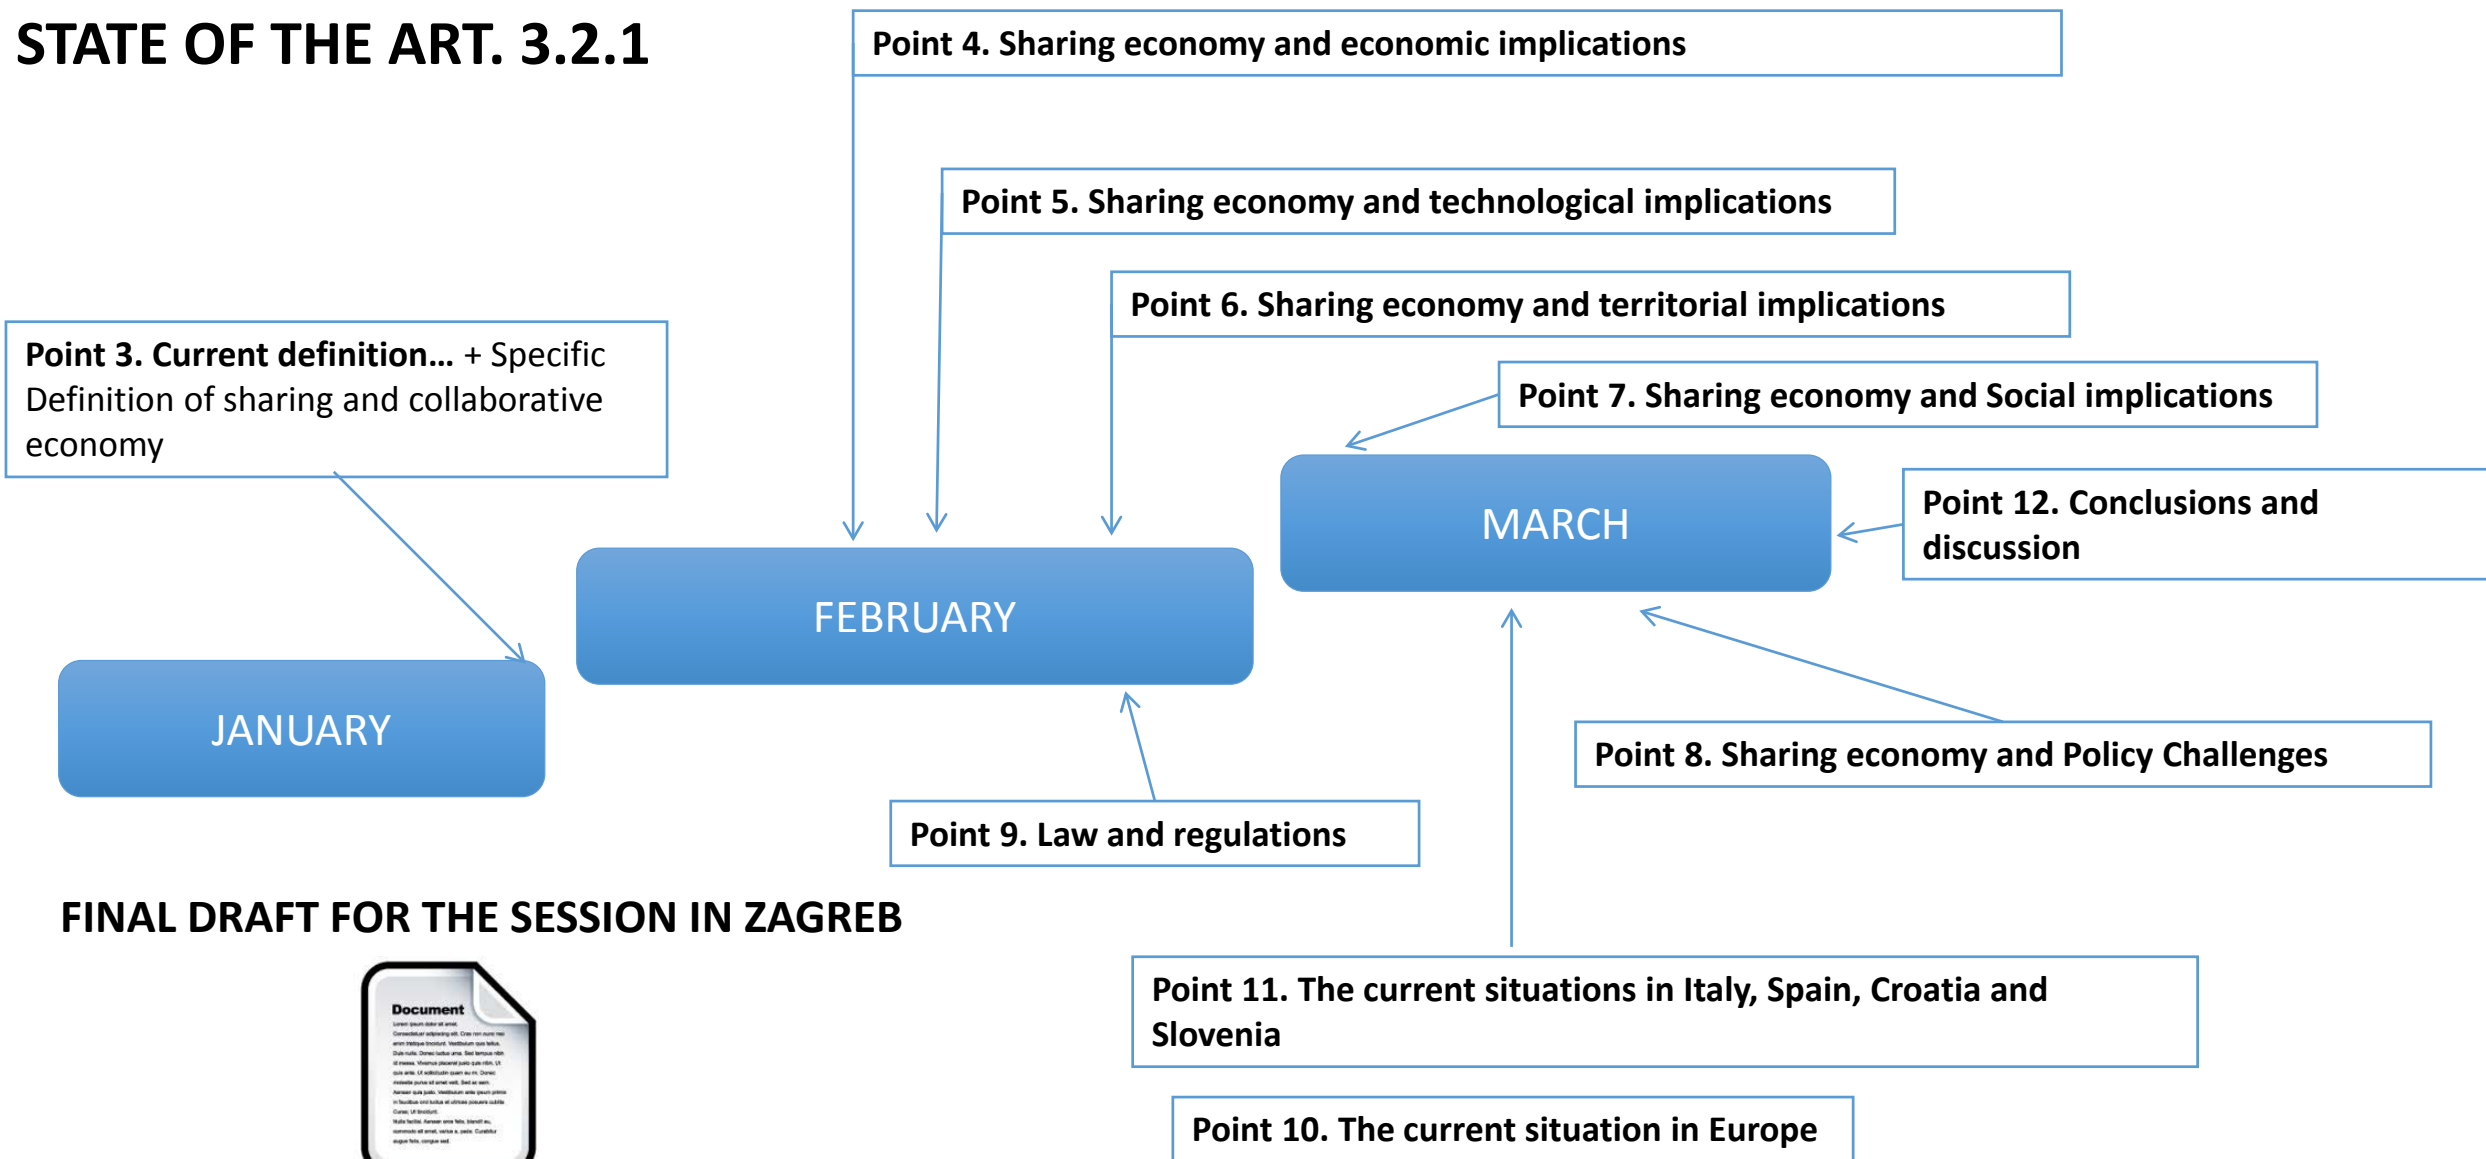 STATE OF THE ART. 3.2.1
Point 4. Sharing economy and economic implications
Point 5. Sharing economy and technological implications
Point 6. Sharing economy and territorial implications
Point 3. Current definition... + Specific
Definition of sharing and collaborative
economy
Point 7. Sharing economy and Social implications
MARCH
Point 12. Conclusions and
discussion
FEBRUARY
JANUARY
Point 8. Sharing economy and Policy Challenges
Point 9. Law and regulations
FINAL DRAFT FOR THE SESSION IN ZAGREB
Document
Point 11. The current situations in Italy, Spain, Croatia and
Slovenia
Point 10. The current situation in Europe